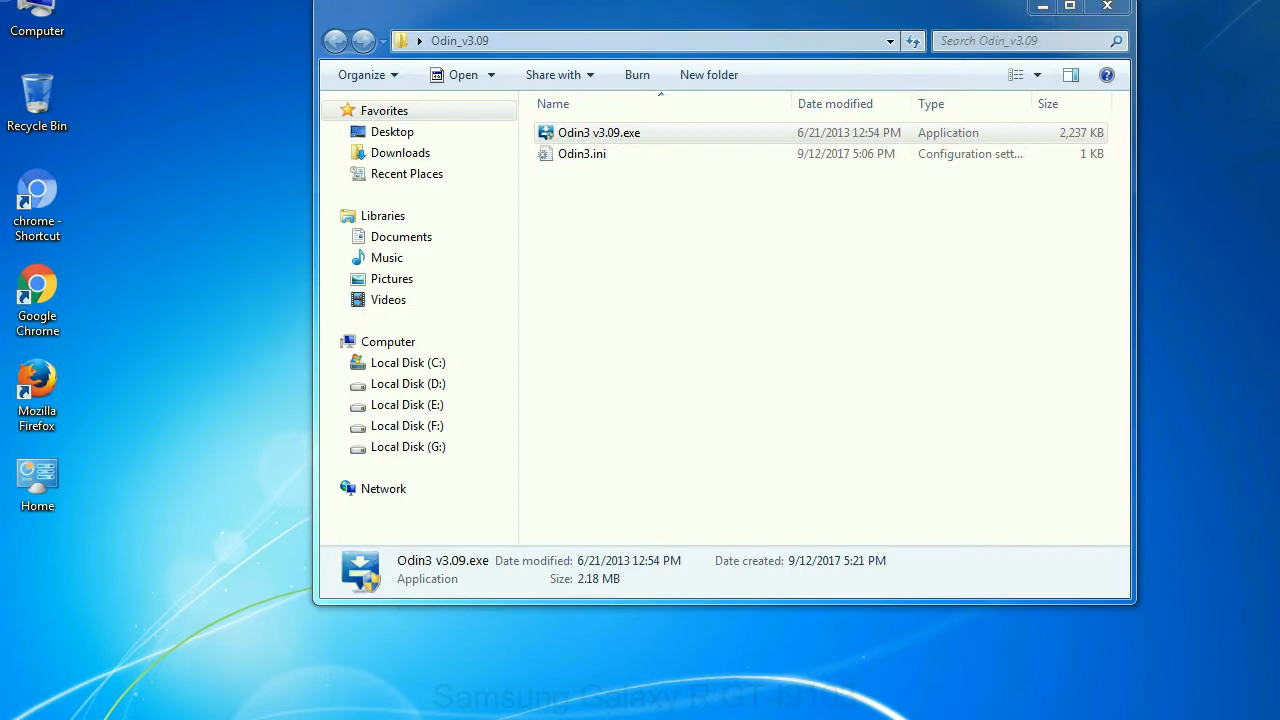 Computer
Recycle Bin
chrome -
Shortcut
Google
Chrome
Mozilla
Firefox
Home
Odin_v3.09
Search Odin_v3.09
Organize
Open
Share with
Burn
New folder
Favorites
Desktop
Downloads
Recent Places
Libraries
Documents
Music
Pictures
Videos
Computer
Local Disk (C:)
Local Disk (D:)
Local Disk (E:)
Local Disk (F:)
Local Disk (G:)
Network
Name Date modified Type Size
Odin3 v3.09.exe 6/21/2013 12:54 PM Application 2,237 KB
Odin3.ini 9/12/2017 5:06 PM Configuration sett... 1 KB
Odin3 v3.09.exe Date modified: 6/21/2013 12:54 PM Date created: 9/12/2017 5:21 PM
Application Size: 2.18 MB
Samsung Galaxy R